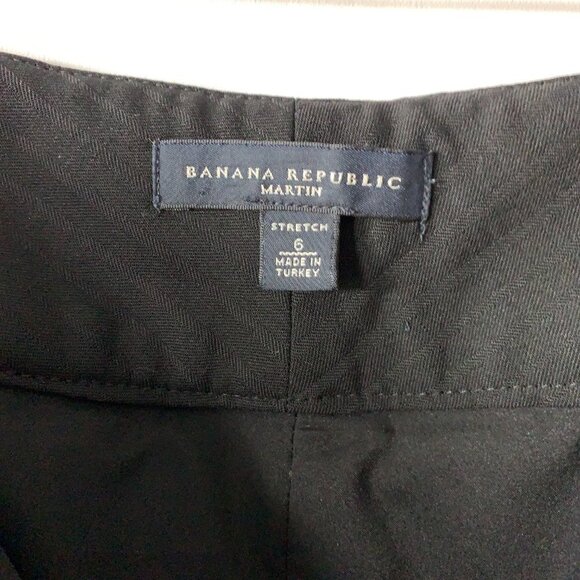 BANANA REPUBLIC
MARTIN
STRETCH
6
MADE IN
TURKEY